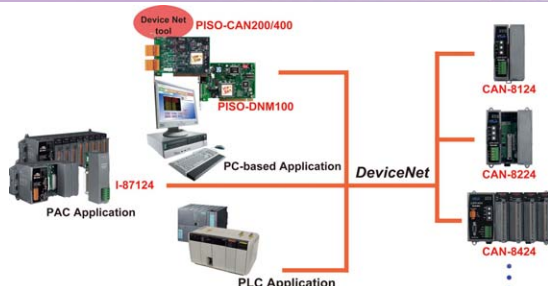 Device Net
tool
PISO-CAN200/400
PISO-DNM100
PC-based Application
I-87124
PAC Application
PLC Application
DeviceNet
CAN-8124
CAN-8224
CAN-8424